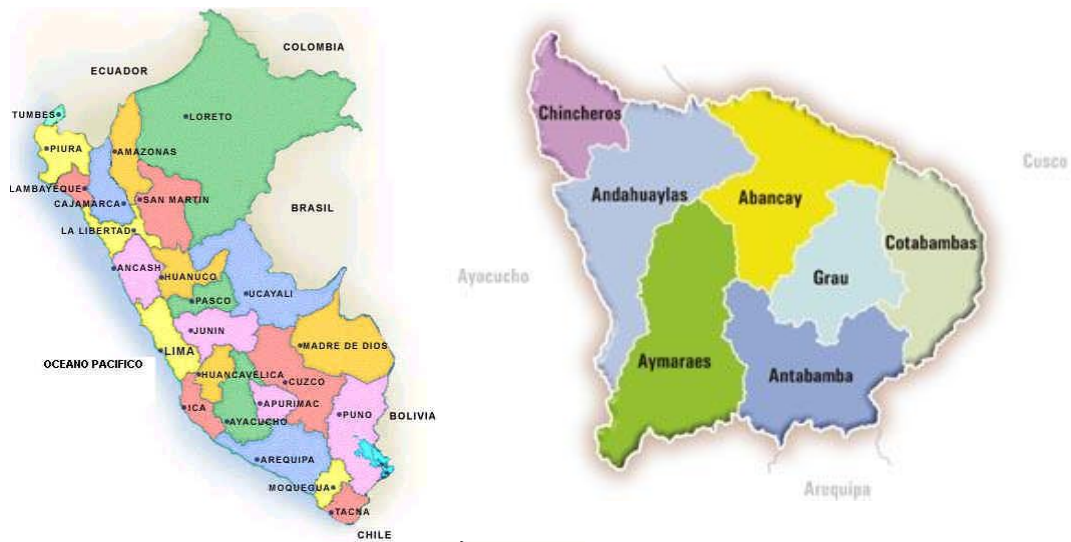 COLOMBIA
ECUADOR
TUMBES
LORETO
PIURA
AMAZONAS
LAMBAYEQUE
CAJAMARCA
SAN MARTIN
BRASIL
LA LIBERTAD
ANCASH
HUANUCO
UCAYALI
PASCO
JUNIN
LIMA
MADRE DE DIOS
OCEANO PACIFICO
HUANCAVELICA
CUZCO
ICA
APURIMAC
PUNO
BOLIVIA
AYACUCHO
AREQUIPA
MOQUEGUA
TACNA
CHILE
Chincheros
Cusco
Andahuaylas
Abancay
Cotabambas
Ayacucho
Grau
Aymaraes
Antabamba
Arequipa